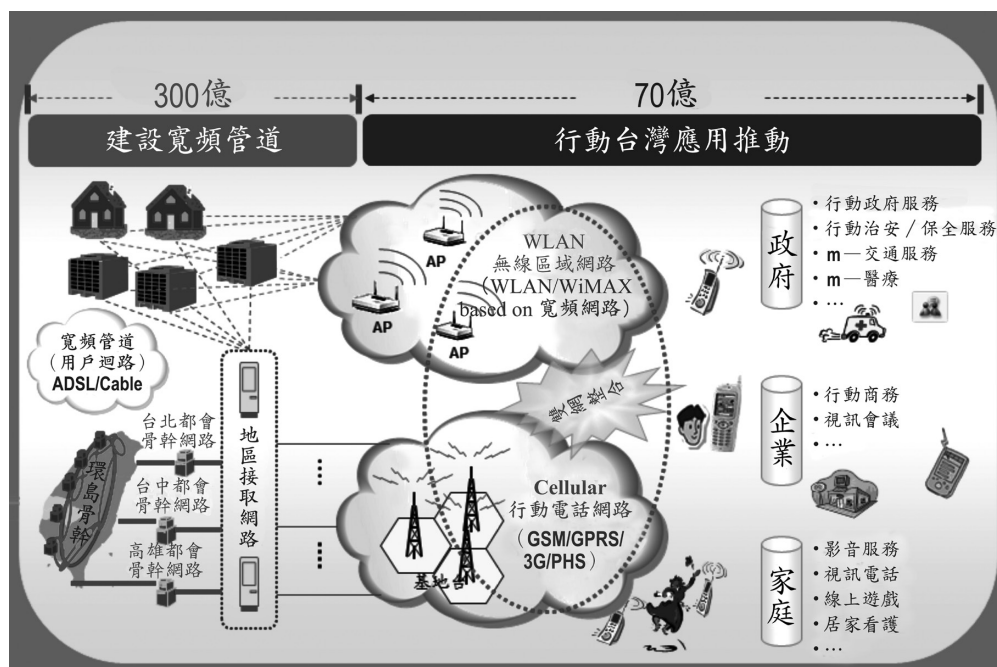 300億
70億
建設寬頻管道
行動台灣應用推動
WLAN
無線區域網路
(WLAN/WiMAX
based on 寬頻網路)
AP
AP
AP
寬頻管道
(用戶迴路)
ADSL/Cable
地區接取網路
環島骨幹
台北都會
骨幹網路
台中都會
骨幹網路
高雄都會
骨幹網路
雙網整合
Cellular
行動電話網路
(GSM/GPRS/
3G/PHS)
基地台
政府
・行動政府服務
・行動治安/保全服務
・m—交通服務
・m—醫療
・…
企業
・行動商務
・視訊會議
・…
家庭
・影音服務
・視訊電話
・線上遊戲
・居家看護
・…